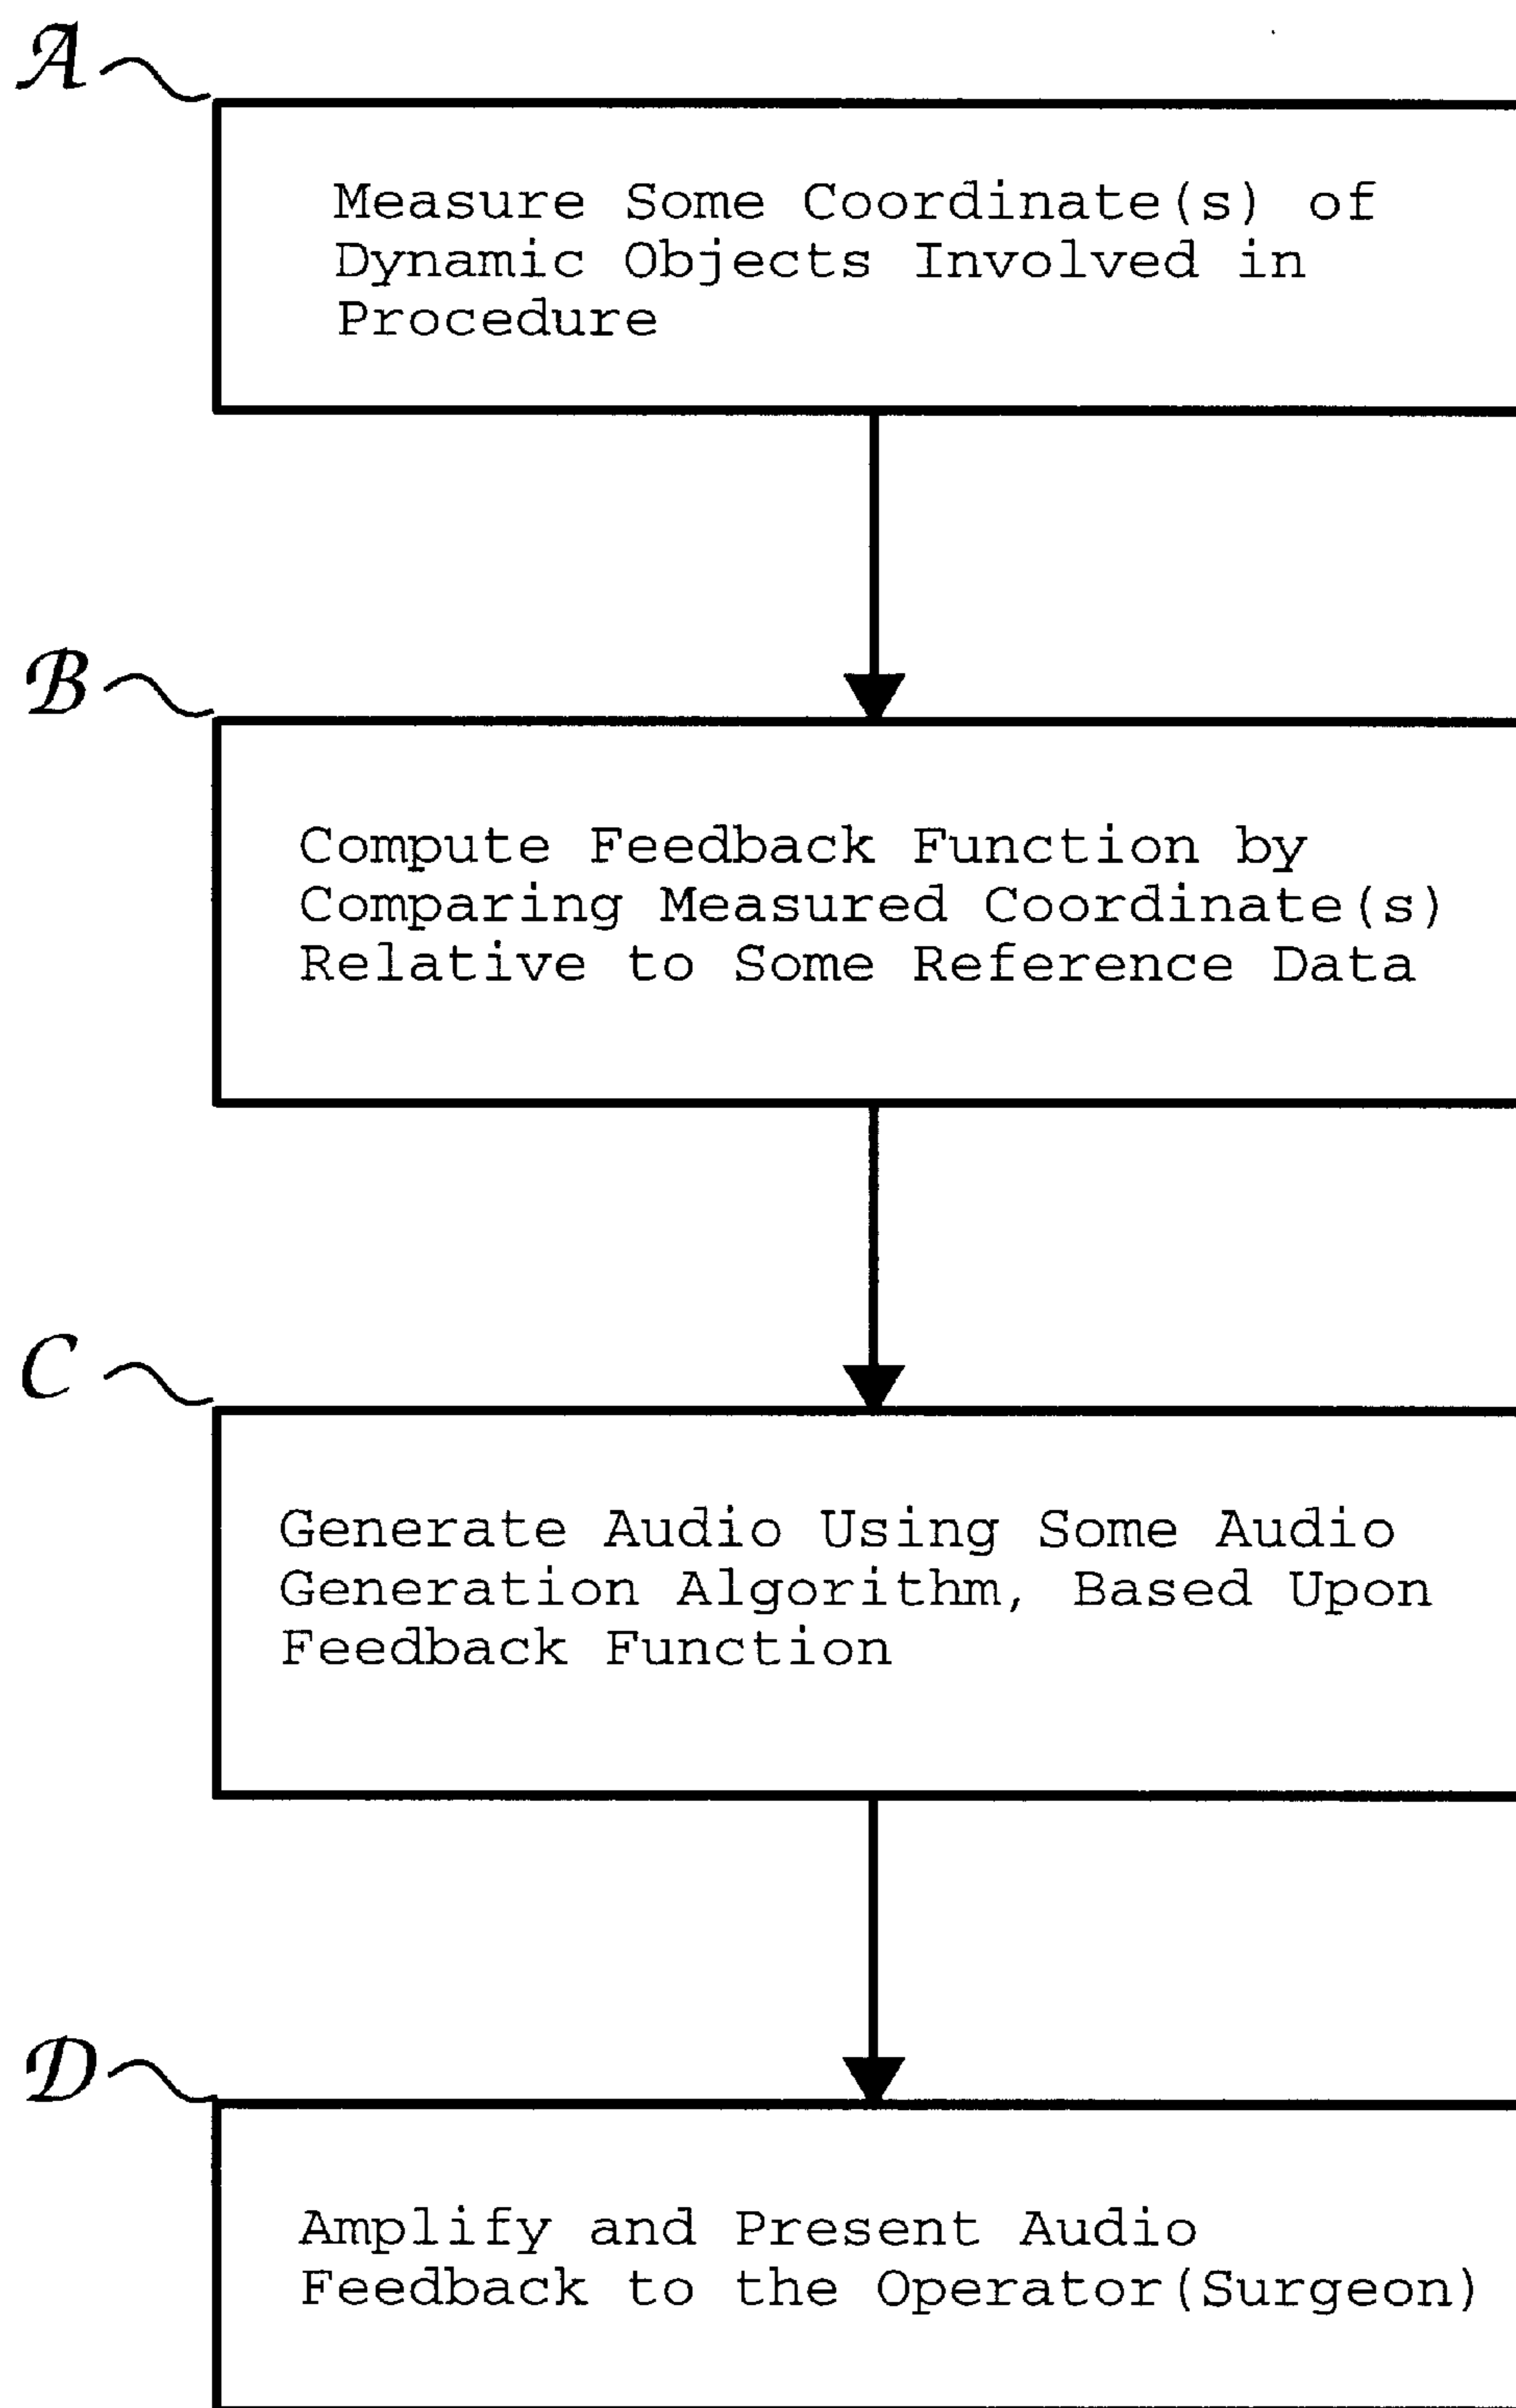 A
Measure Some Coordinate(s) of
Dynamic Objects Involved in
Procedure
B
Compute Feedback Function by
Comparing Measured Coordinate(s)
Relative to Some Reference Data
C
Generate Audio Using Some Audio
Generation Algorithm, Based Upon
Feedback Function
D
Amplify and Present Audio
Feedback to the Operator(Surgeon)